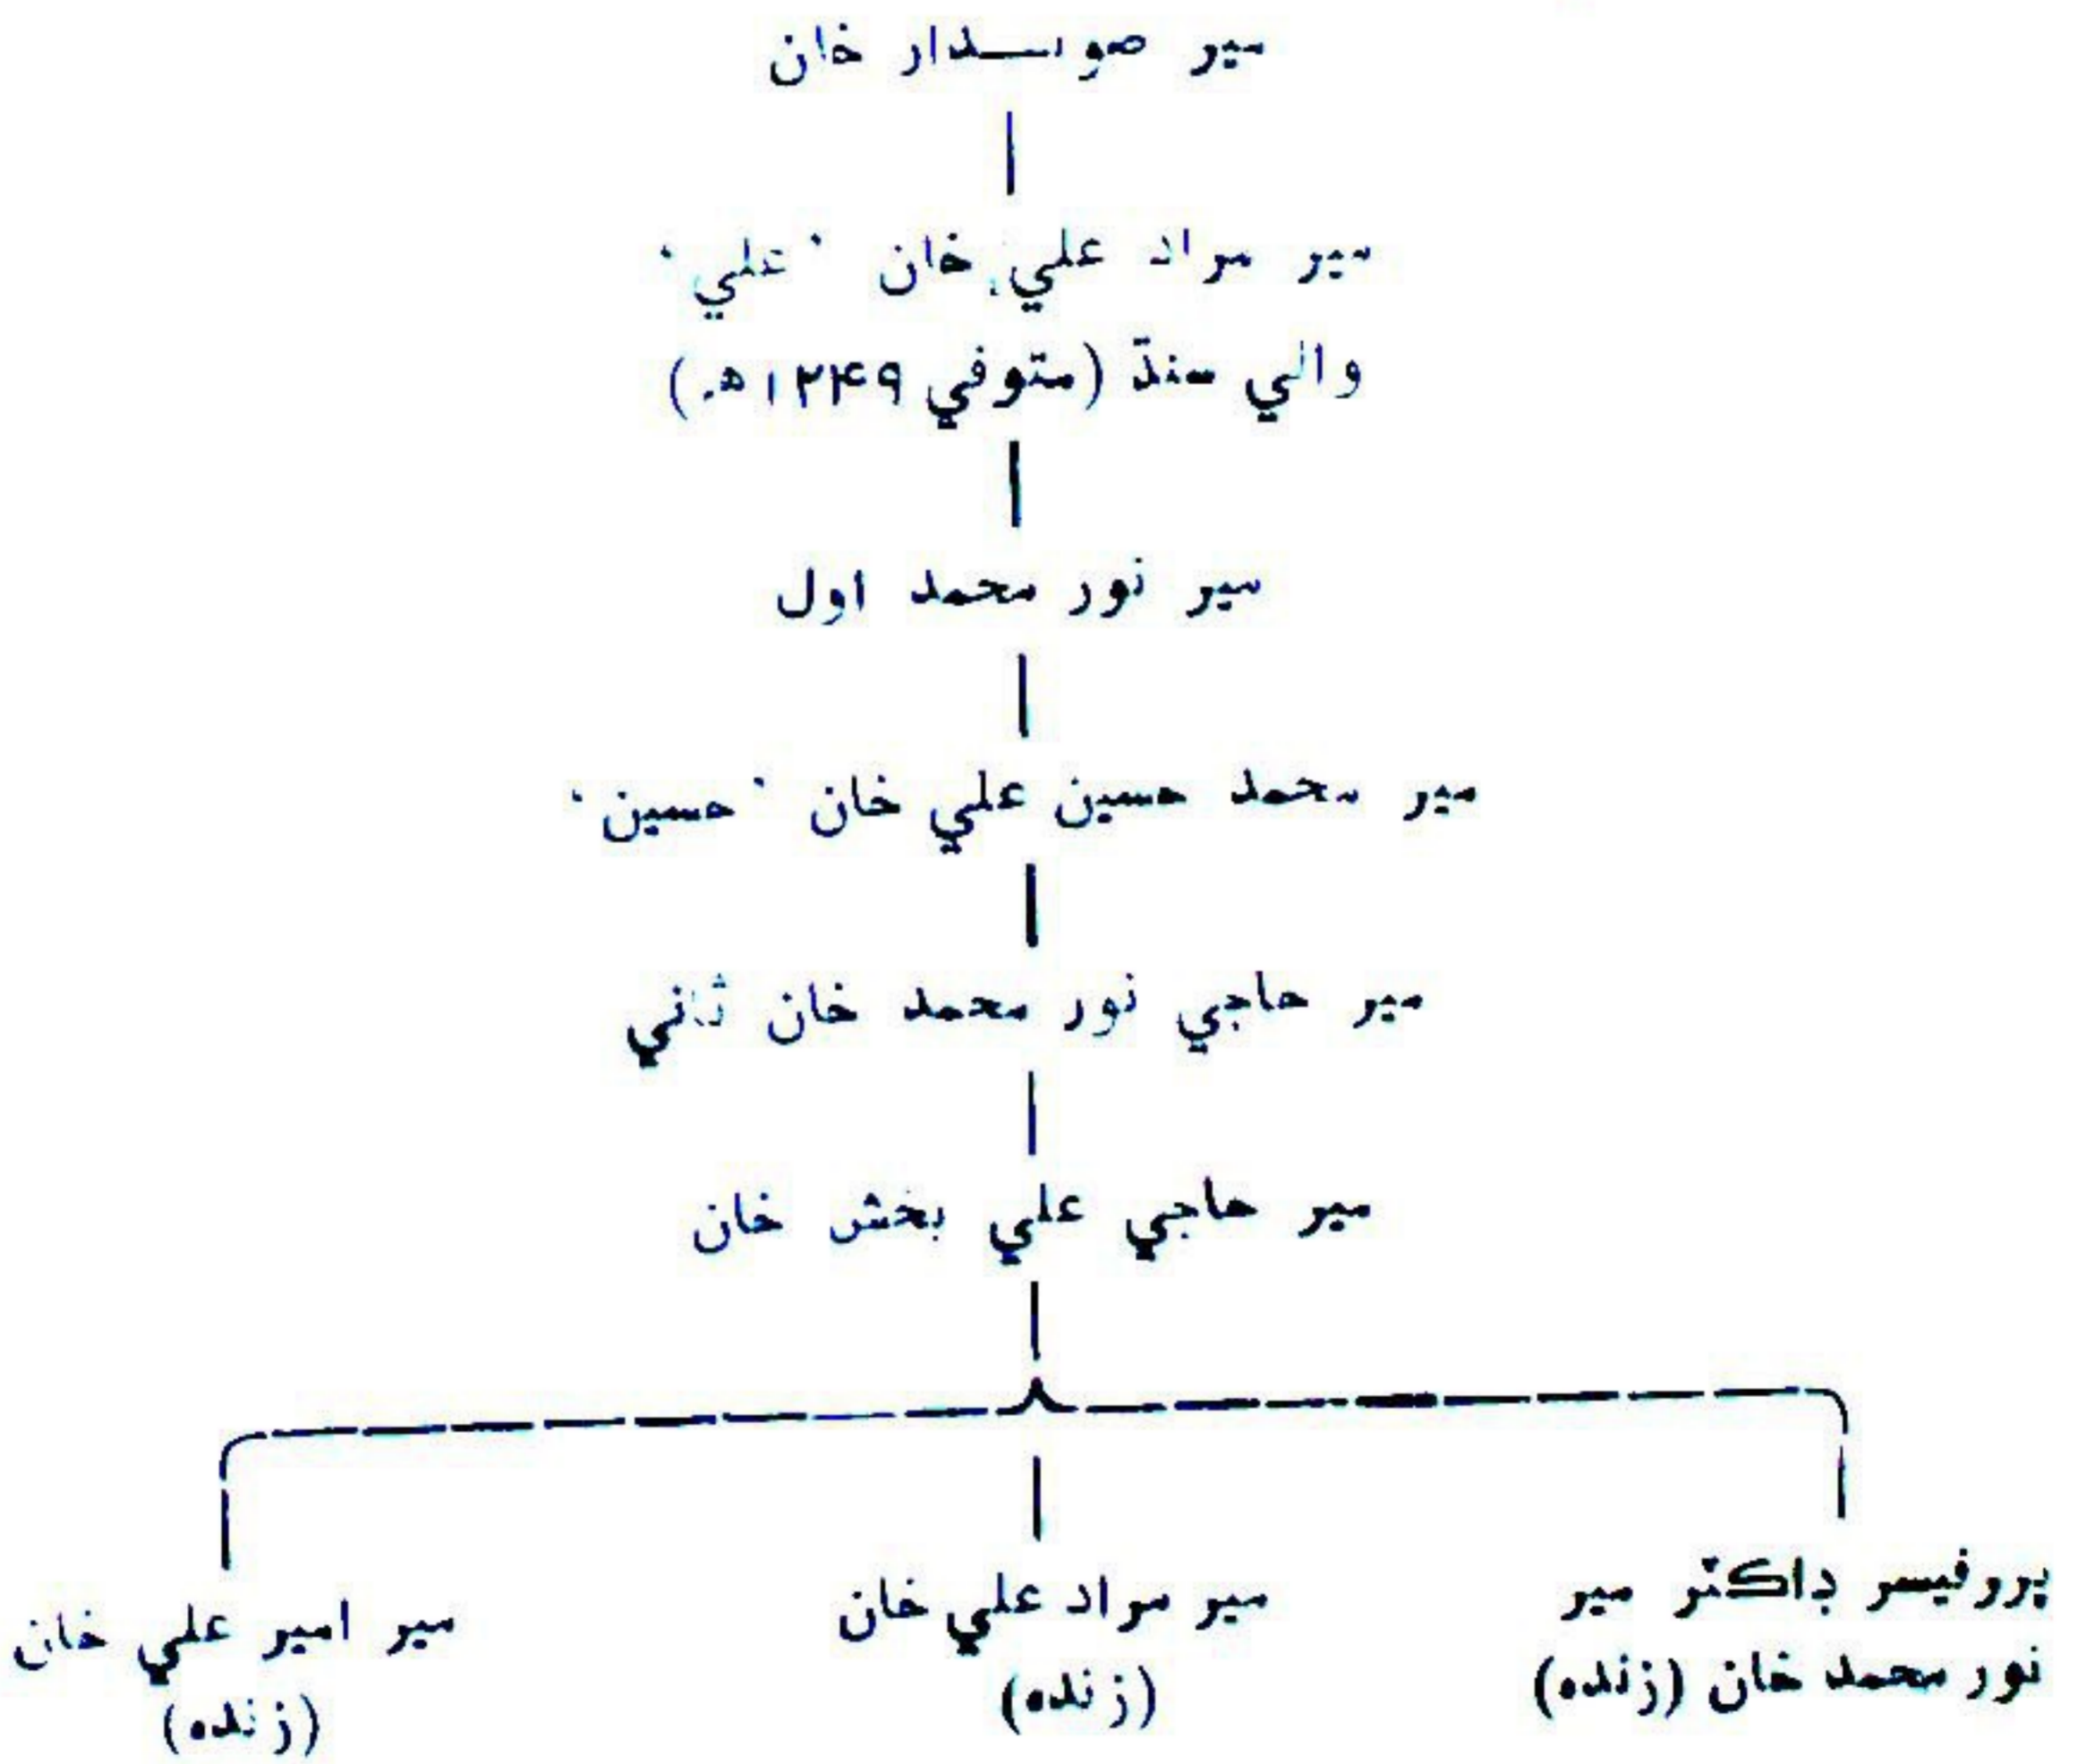 مير صوبـــدار خان
مير مراد علي خان ’علي‘
والي سنڌ (متوفي ۱۲۴۹ھ.)
مير نور محمد اول
مير محمد حسين علي خان ’حسين‘
مير حاجي نور محمد خان ثاني
مير حاجي علي بخش خان
پروفيسر ڊاڪٽر مير
نور محمد خان (زنده)
مير مراد علي خان
(زنده)
مير امير علي خان
(زنده)